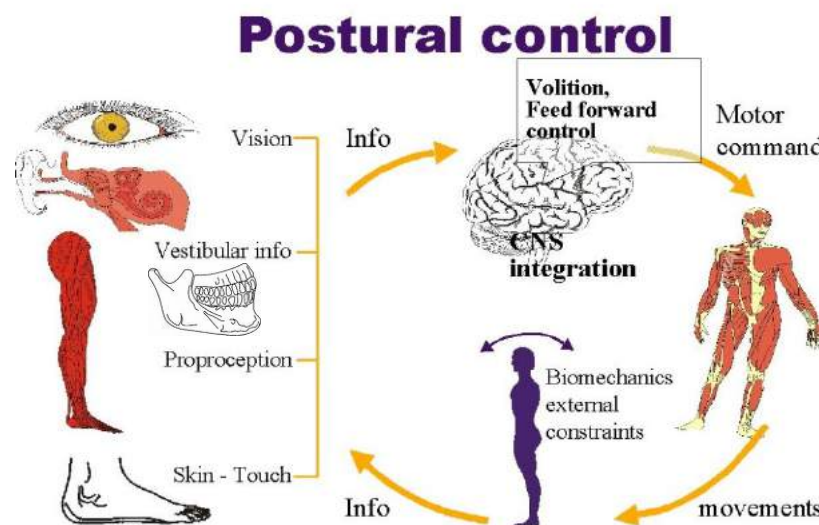 Postural control
Vision
Info
Volition,
Feed forward
control
Motor
command
Vestibular info
CNS
integration
Proproception
Biomechanics
external
constraints
Skin - Touch
Info
movements